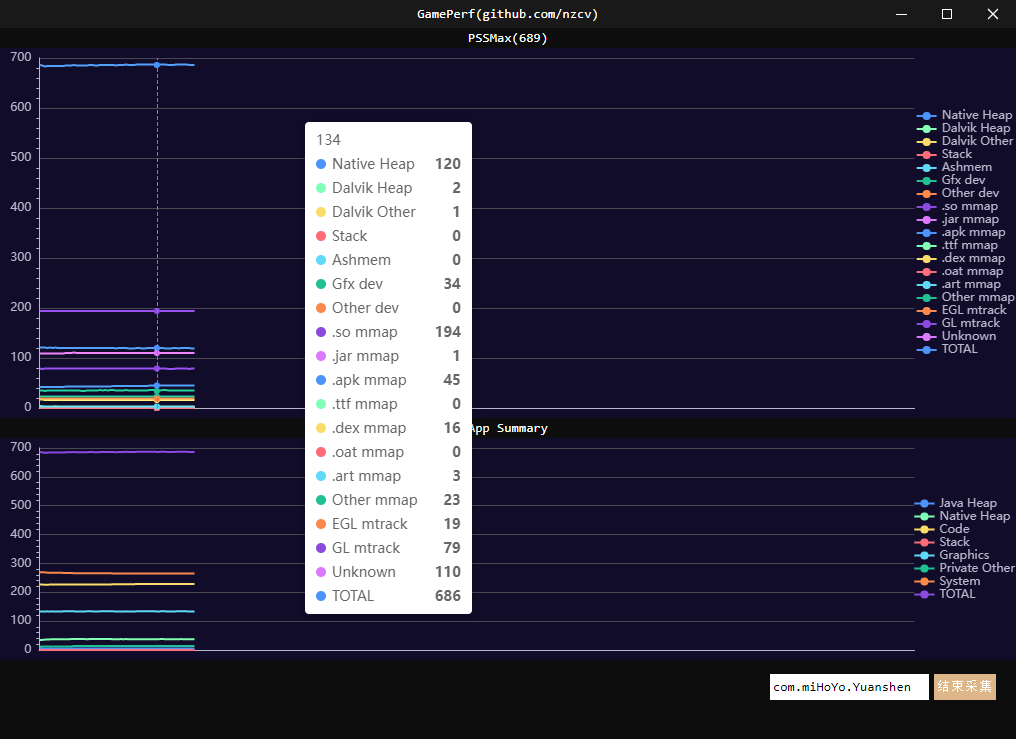 GamePerf(github.com/nzcv)
PSSMax(689)
700
600
500
400
300
200
100
0
134
Native Heap 120
Dalvik Heap 2
Dalvik Other 1
Stack 0
Ashmem 0
Gfx dev 34
Other dev 0
.so mmap 194
.jar mmap 1
.apk mmap 45
.ttf mmap 0
.dex mmap 16
.oat mmap 0
.art mmap 3
Other mmap 23
EGL mtrack 19
GL mtrack 79
Unknown 110
TOTAL 686
Native Heap
Dalvik Heap
Dalvik Other
Stack
Ashmem
Gfx dev
Other dev
.so mmap
.jar mmap
.apk mmap
.ttf mmap
.dex mmap
.oat mmap
.art mmap
Other mmap
EGL mtrack
GL mtrack
Unknown
TOTAL
App Summary
700
600
500
400
300
200
100
0
Java Heap
Native Heap
Code
Stack
Graphics
Private Other
System
TOTAL
com.miHoYo.Yuanshen
结束采集